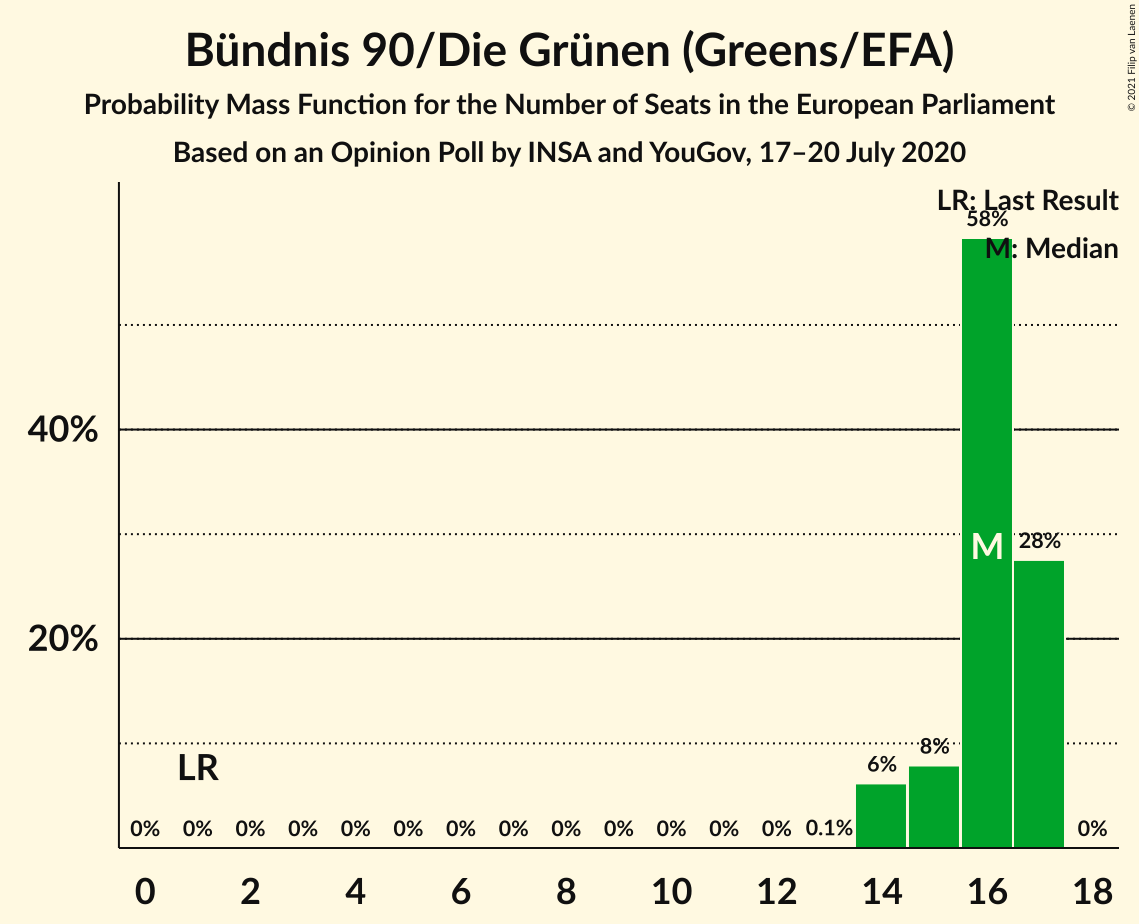 Bündnis 90/Die Grünen (Greens/EFA)
Probability Mass Function for the Number of Seats in the European Parliament
Based on an Opinion Poll by INSA and YouGov, 17–20 July 2020
© 2021 Filip van Laenen
LR: Last Result
M: Median
58%
40%
M
28%
20%
LR
8%
6%
0% 0% 0% 0% 0% 0% 0% 0% 0% 0% 0% 0% 0% 0.1% 0%
0 2 4 6 8 10 12 14 16 18